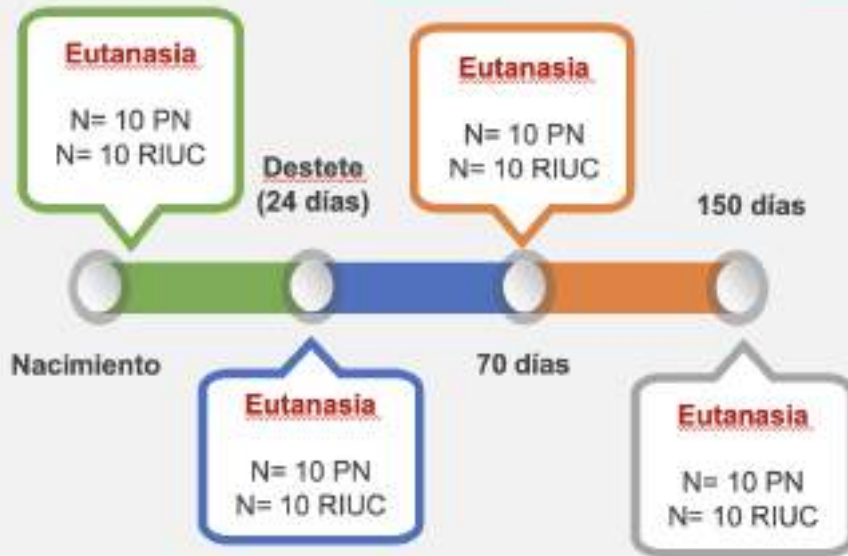 Eutanasia
N= 10 PN
N= 10 RIUC
Destete
(24 días)
Eutanasia
N= 10 PN
N= 10 RIUC
150 días
Nacimiento
70 días
Eutanasia
N= 10 PN
N= 10 RIUC
Eutanasia
N= 10 PN
N= 10 RIUC